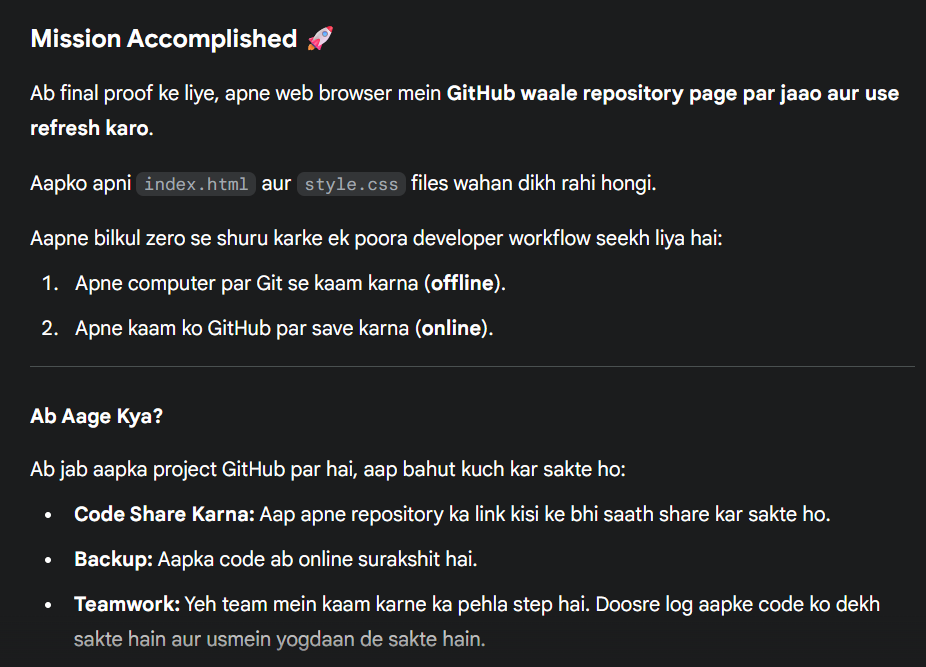 Mission Accomplished 🚀
Ab final proof ke liye, apne web browser mein GitHub waale repository page par jaao aur use
refresh karo.
Aapko apni index.html aur style.css files wahan dikh rahi hongi.
Aapne bilkul zero se shuru karke ek poora developer workflow seekh liya hai:
1. Apne computer par Git se kaam karna (offline).
2. Apne kaam ko GitHub par save karna (online).
Ab Aage Kya?
Ab jab aapka project GitHub par hai, aap bahut kuch kar sakte ho:
• Code Share Karna: Aap apne repository ka link kisi ke bhi saath share kar sakte ho.
• Backup: Aapka code ab online surakshit hai.
• Teamwork: Yeh team mein kaam karne ka pehla step hai. Doosre log aapke code ko dekh
sakte hain aur usmein yogdaan de sakte hain.